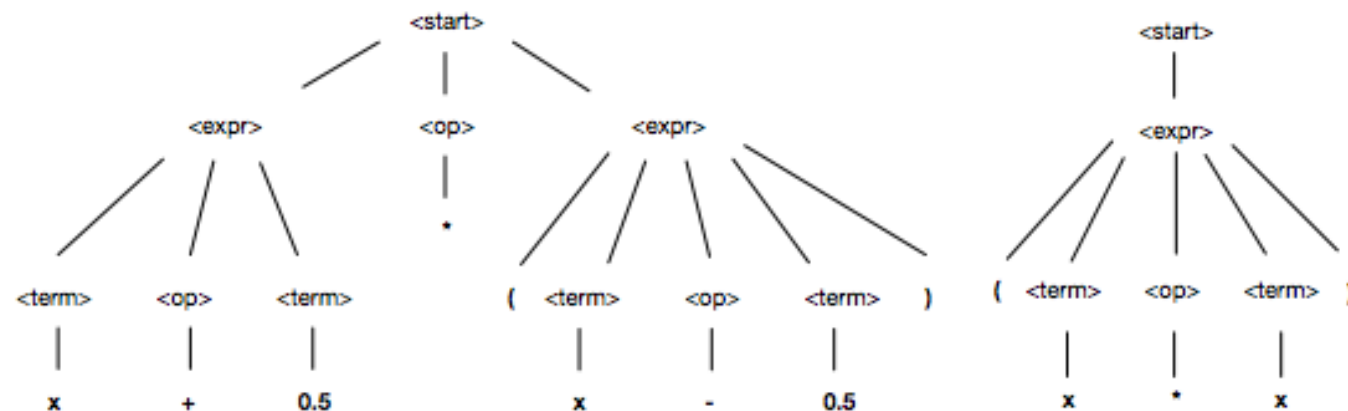 <start> <start>
<expr> <op> <expr> <expr>
*
<term> <op> <term> ( <term> <op> <term> ) ( <term> <op> <term> )
x + 0.5 x - 0.5 x * x